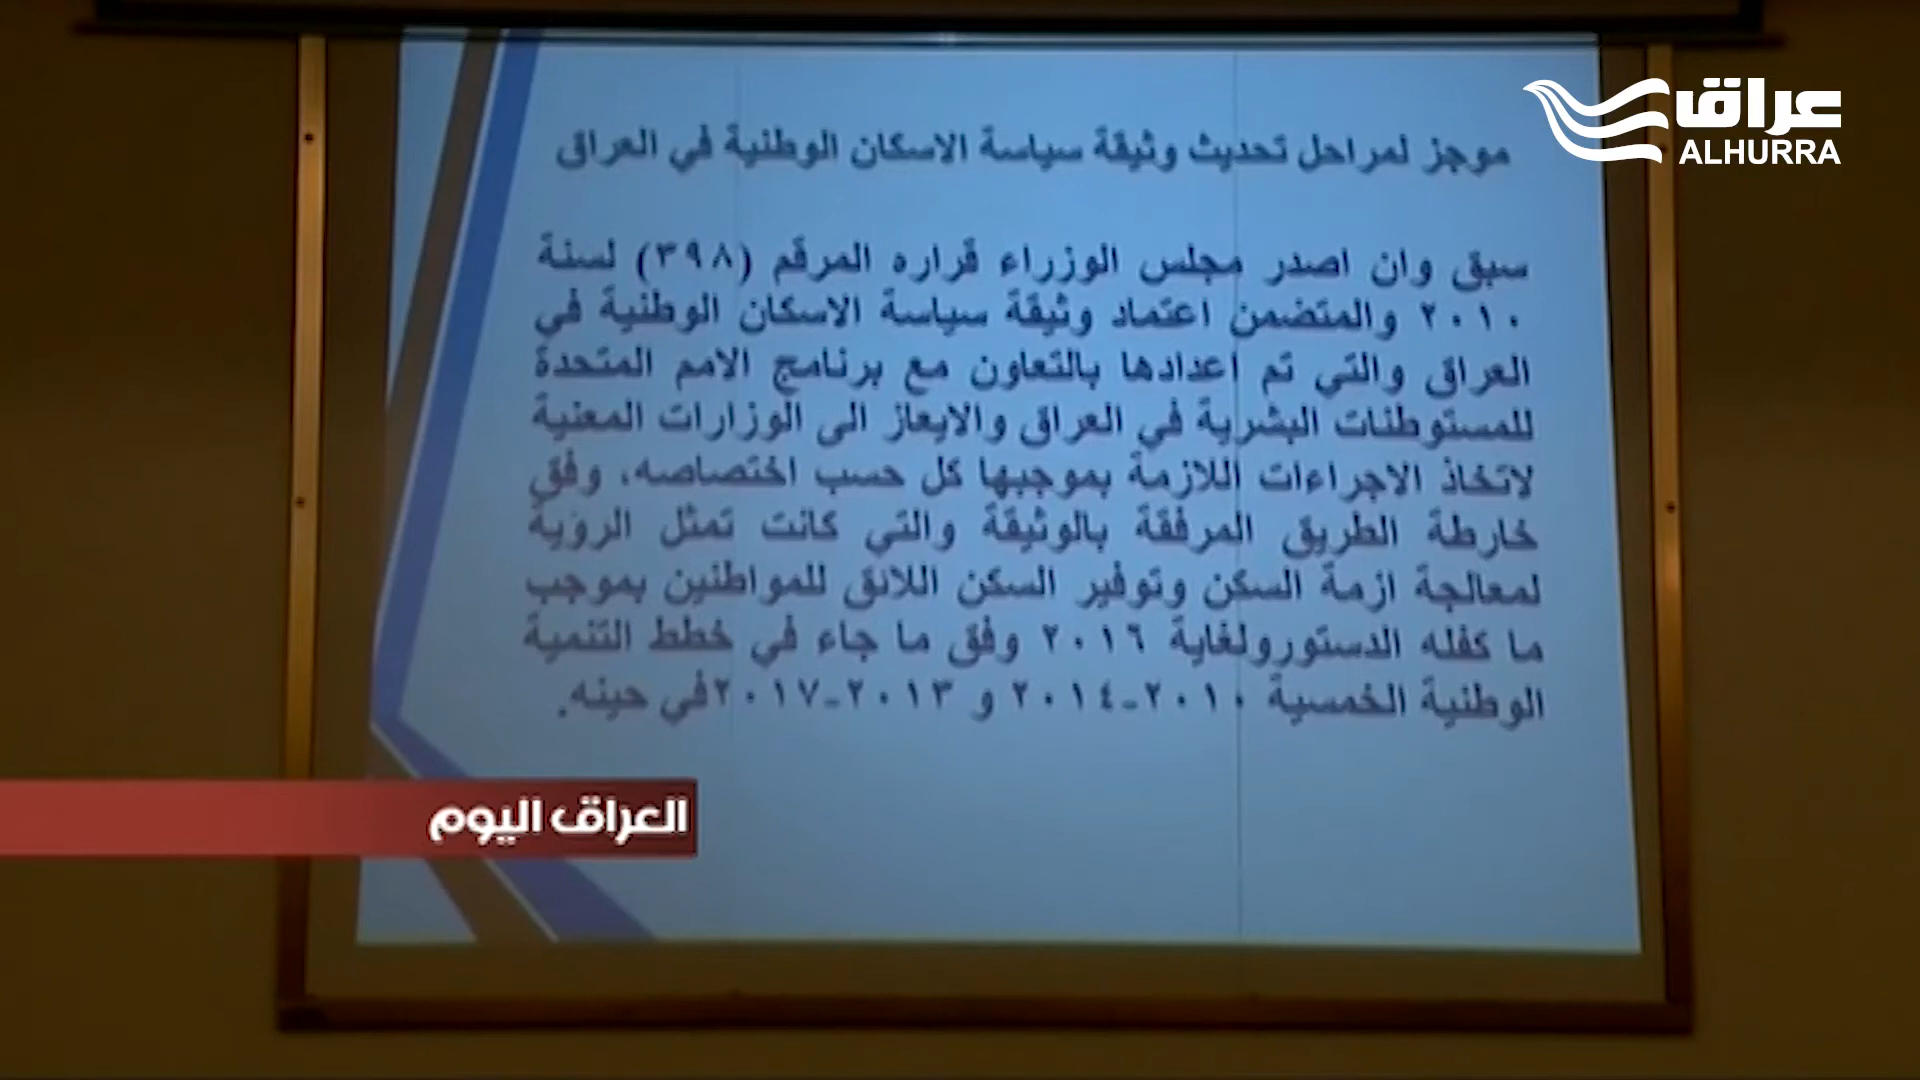 عراق
ALHURRA
موجز لمراحل تحديث وثيقة سياسة الاسكان الوطنية في العراق
سبق وان اصدر مجلس الوزراء قراره المرقم (٣٩٨) لسنة
٢٠١٠ والمتضمن اعتماد وثيقة سياسة الاسكان الوطنية في
العراق والتي تم اعدادها بالتعاون مع برنامج الامم المتحدة
للمستوطنات البشرية في العراق والايعاز الى الوزارات المعنية
لاتخاذ الاجراءات اللازمة بموجبها كل حسب اختصاصه، وفق
خارطة الطريق المرفقة بالوثيقة والتي كانت تمثل الرؤية
لمعالجة ازمة السكن وتوفير السكن اللائق للمواطنين بموجب
ما كفله الدستورولغاية ٢٠١٦ وفق ما جاء في خطط التنمية
الوطنية الخمسية ٢٠١٠-٢٠١٤ و ٢٠١٣-٢٠١٧في حينه.
العراق اليوم